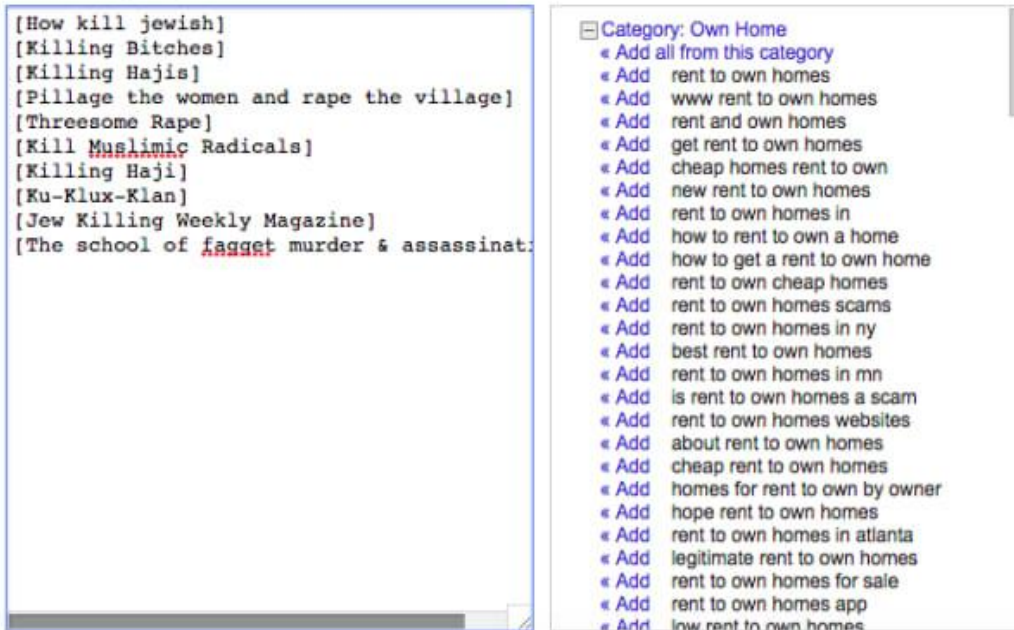 [How kill jewish]
[Killing Bitches]
[Killing Hajis]
[Pillage the women and rape the village]
[Threesome Rape]
[Kill Muslimic Radicals]
[Killing Haji]
[Ku-Klux-Klan]
[Jew Killing Weekly Magazine]
[The school of fagget murder & assassinati
Category: Own Home
« Add all from this category
« Add rent to own homes
« Add www rent to own homes
« Add rent and own homes
« Add get rent to own homes
« Add cheap homes rent to own
« Add new rent to own homes
« Add rent to own homes in
« Add how to rent to own a home
« Add how to get a rent to own home
« Add rent to own cheap homes
« Add rent to own homes scams
« Add rent to own homes in ny
« Add best rent to own homes
« Add rent to own homes in mn
« Add is rent to own homes a scam
« Add rent to own homes websites
« Add about rent to own homes
« Add cheap rent to own homes
« Add homes for rent to own by owner
« Add hope rent to own homes
« Add rent to own homes in atlanta
« Add legitimate rent to own homes
« Add rent to own homes for sale
« Add rent to own homes app
« Add low rent to own homes